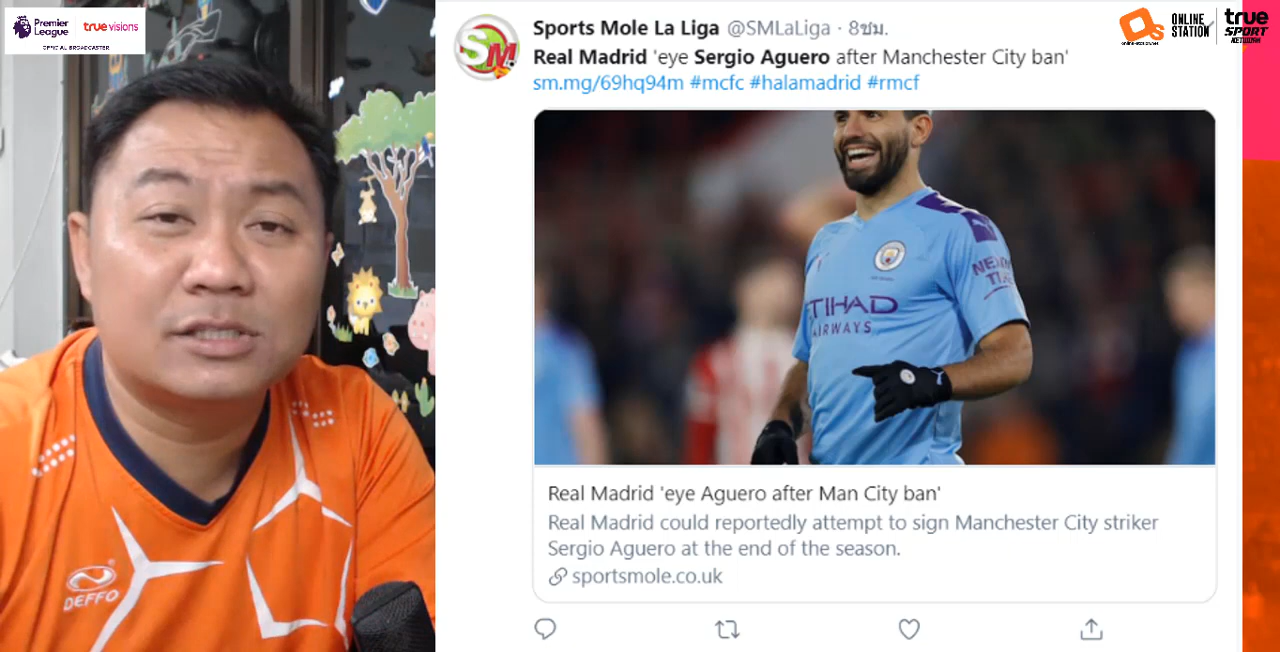 Premier League
true visions
OFFICIAL BROADCASTER
Sports Mole La Liga @SMLaLiga · 8ชม.
Real Madrid 'eye Sergio Aguero after Manchester City ban'
sm.mg/69hq94m #mcfc #halamadrid #rmcf
ONLINE STATION
true SPORT NETWORK
ETIHAD
AIRWAYS
Real Madrid 'eye Aguero after Man City ban'
Real Madrid could reportedly attempt to sign Manchester City striker
Sergio Aguero at the end of the season.
sportsmole.co.uk
DEFFO